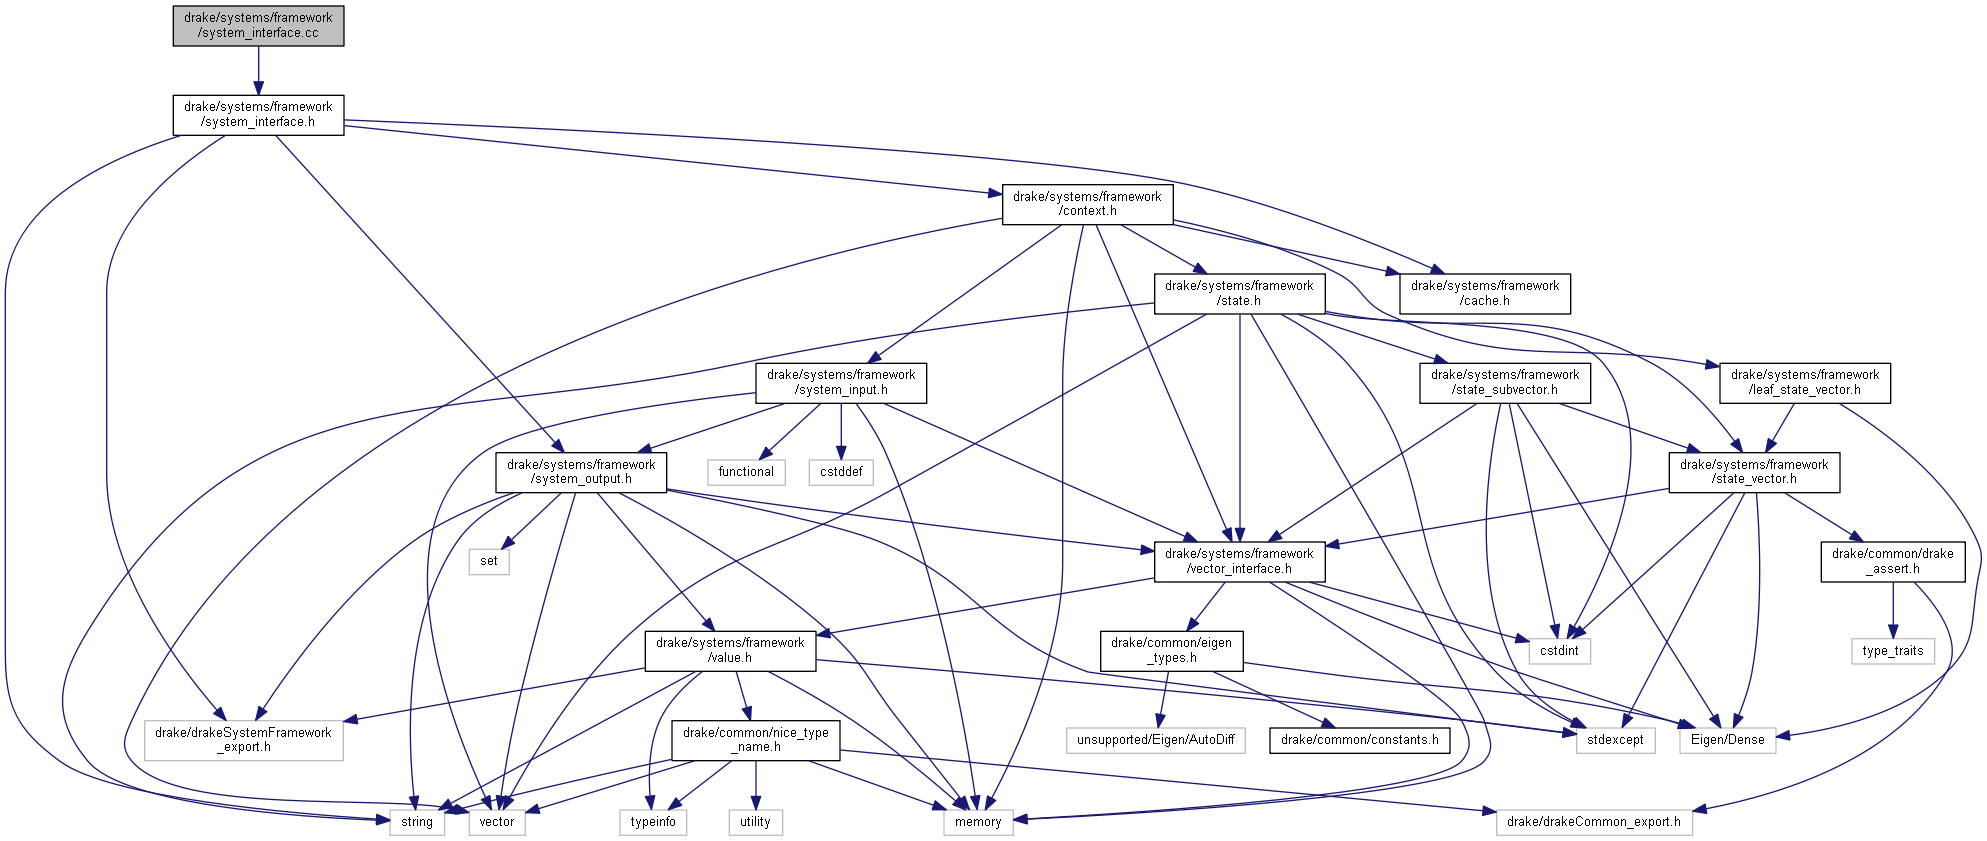 drake/systems/framework
/system_interface.cc
drake/systems/framework
/system_interface.h
drake/systems/framework
/context.h
drake/systems/framework
/state.h
drake/systems/framework
/cache.h
drake/systems/framework
/system_input.h
drake/systems/framework
/state_subvector.h
drake/systems/framework
/leaf_state_vector.h
drake/systems/framework
/system_output.h
functional
cstddef
drake/systems/framework
/state_vector.h
set
drake/systems/framework
/vector_interface.h
drake/common/drake
_assert.h
drake/systems/framework
/value.h
drake/common/eigen
_types.h
cstdint
type_traits
drake/drakeSystemFramework
_export.h
drake/common/nice_type
_name.h
unsupported/Eigen/AutoDiff
drake/common/constants.h
stdexcept
Eigen/Dense
string
vector
typeinfo
utility
memory
drake/drakeCommon_export.h